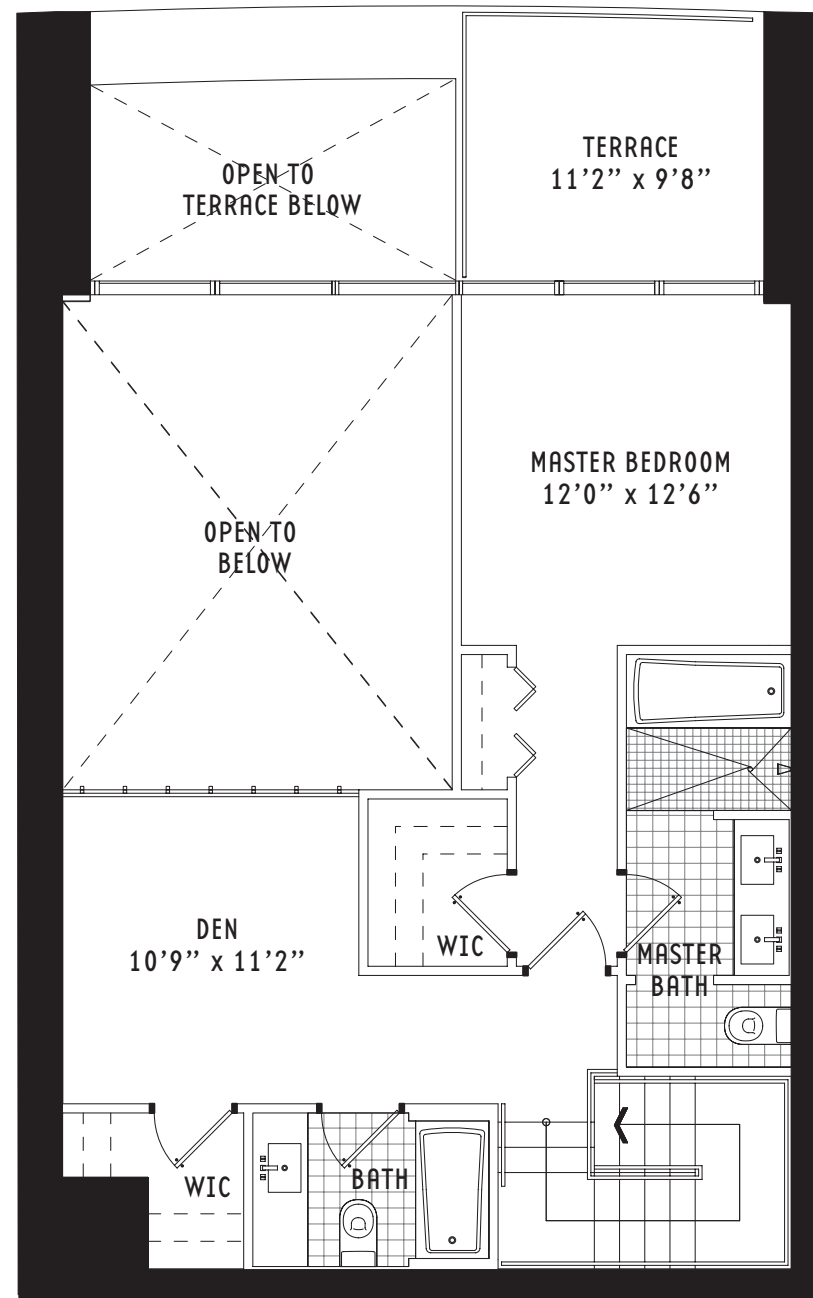 TERRACE
11’2” x 9’8”
OPEN TO
TERRACE BELOW
MASTER BEDROOM
12’0” x 12’6”
OPEN TO
BELOW
DEN
10’9” x 11’2”
WIC
MASTER
BATH
WIC
BATH